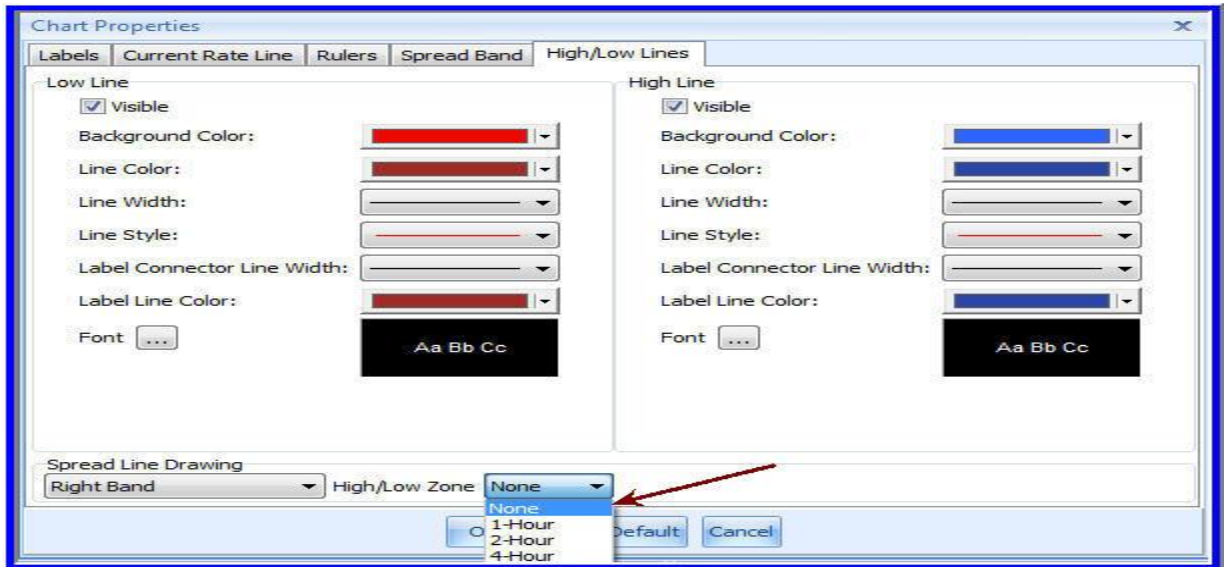 Chart Properties
Labels Current Rate Line Rulers Spread Band High/Low Lines
Low Line
Visible
Background Color:
Line Color:
Line Width:
Line Style:
Label Connector Line Width:
Label Line Color:
Font ...
Aa Bb Cc
High Line
Visible
Background Color:
Line Color:
Line Width:
Line Style:
Label Connector Line Width:
Label Line Color:
Font ...
Aa Bb Cc
Spread Line Drawing
Right Band High/Low Zone None
None
1-Hour
2-Hour
4-Hour
Default Cancel